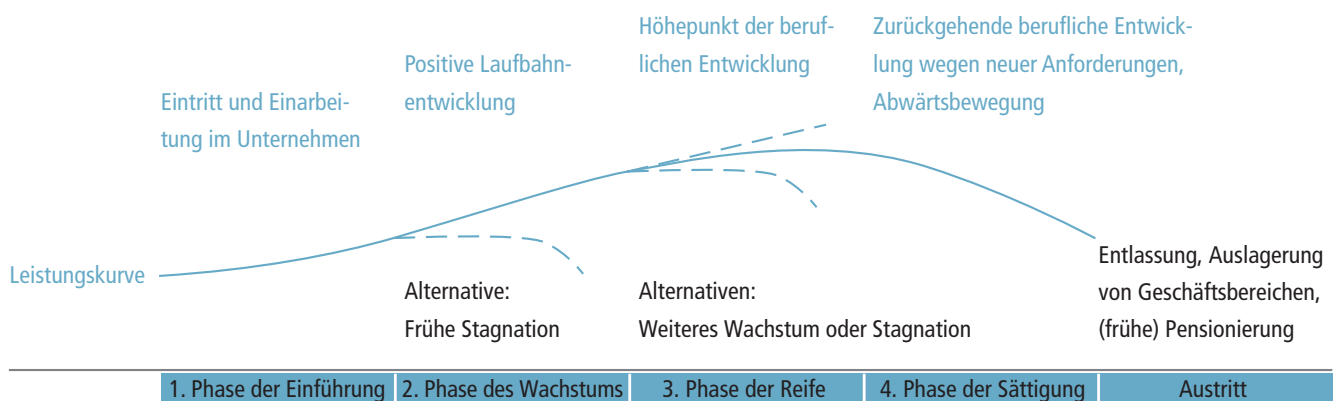 Eintritt und Einarbei-
tung im Unternehmen
Positive Laufbahn-
entwicklung
Höhepunkt der beruf-
lichen Entwicklung
Zurückgehende berufliche Entwick-
lung wegen neuer Anforderungen,
Abwärtsbewegung
Leistungskurve
Alternative:
Frühe Stagnation
Alternativen:
Weiteres Wachstum oder Stagnation
Entlassung, Auslagerung
von Geschäftsbereichen,
(frühe) Pensionierung
1. Phase der Einführung
2. Phase des Wachstums
3. Phase der Reife
4. Phase der Sättigung
Austritt